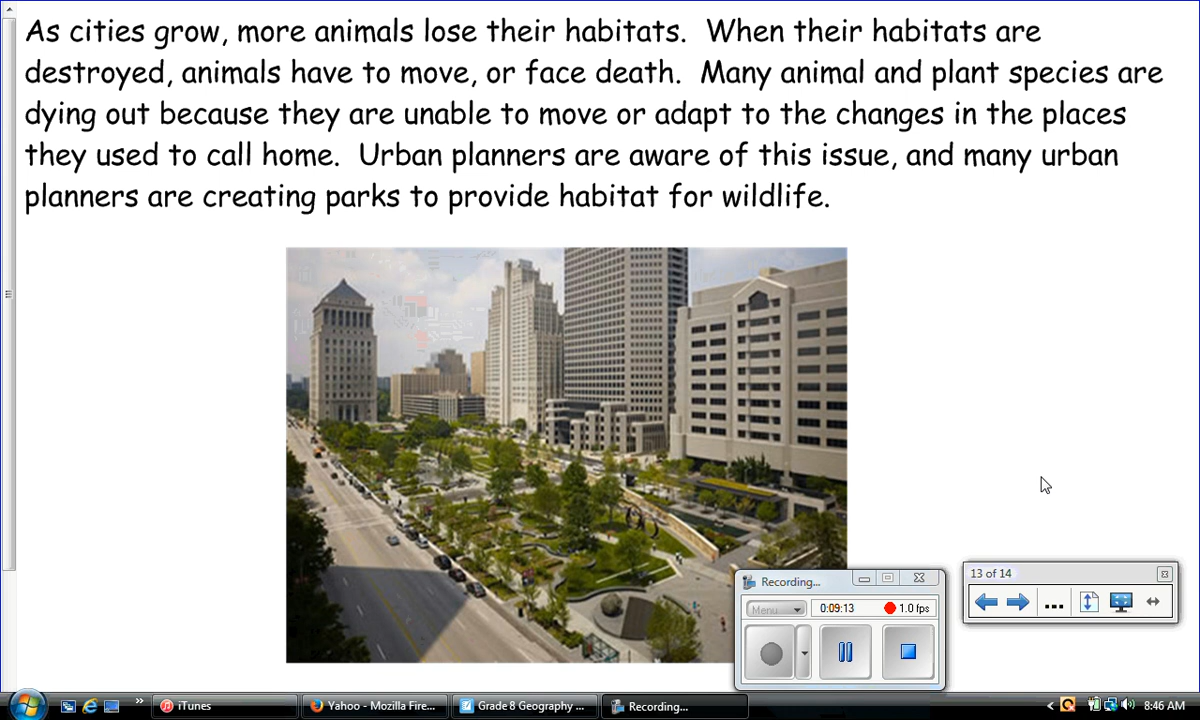 As cities grow, more animals lose their habitats.  When their habitats are
destroyed, animals have to move, or face death.  Many animal and plant species are
dying out because they are unable to move or adapt to the changes in the places
they used to call home.  Urban planners are aware of this issue, and many urban
planners are creating parks to provide habitat for wildlife.
Recording...
Menu
0:09:13
1.0 fps
13 of 14
...
iTunes
Yahoo - Mozilla Fire...
Grade 8 Geography ...
Recording...
8:46 AM